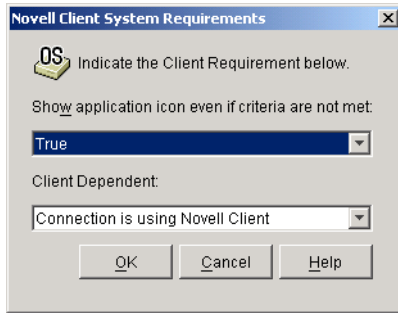 Novell Client System Requirements
OS
Indicate the Client Requirement below.
Show application icon even if criteria are not met:
True
Client Dependent:
Connection is using Novell Client
OK Cancel Help